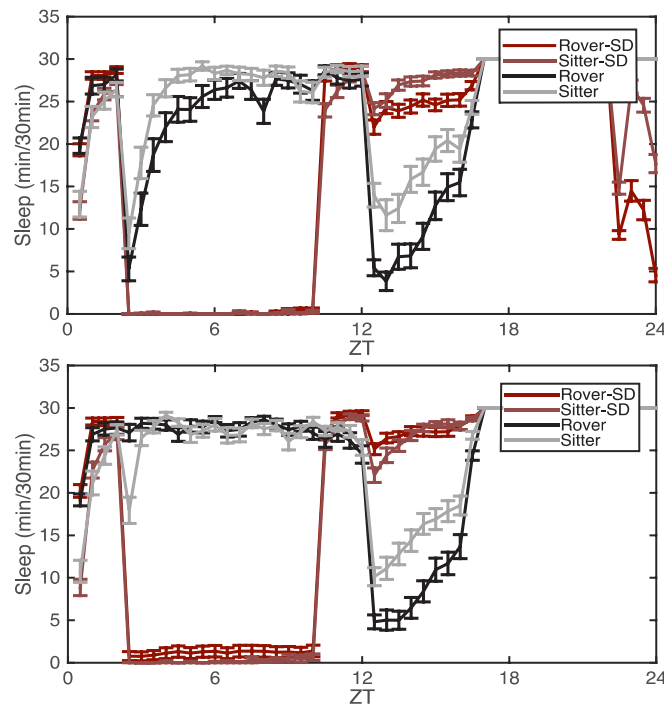 35
30
25
20
15
10
5
0
Sleep (min/30min)
Rover-SD
Sitter-SD
Rover
Sitter
0 6 12 18 24
ZT
35
30
25
20
15
10
5
0
Sleep (min/30min)
Rover-SD
Sitter-SD
Rover
Sitter
0 6 12 18 24
ZT